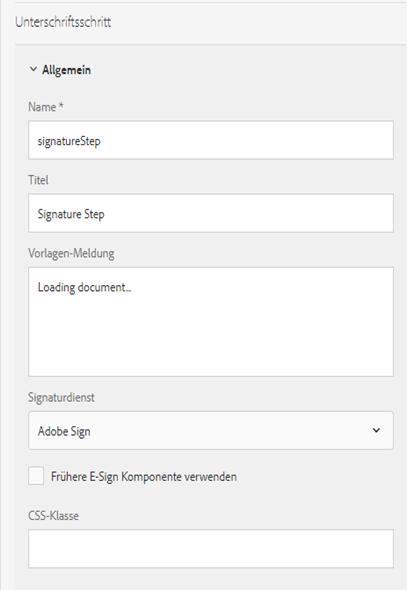 Unterschriftsschritt
Allgemein
Name *
signatureStep
Titel
Signature Step
Vorlagen-Meldung
Loading document...
Signaturdienst
Adobe Sign
Frühere E-Sign Komponente verwenden
CSS-Klasse